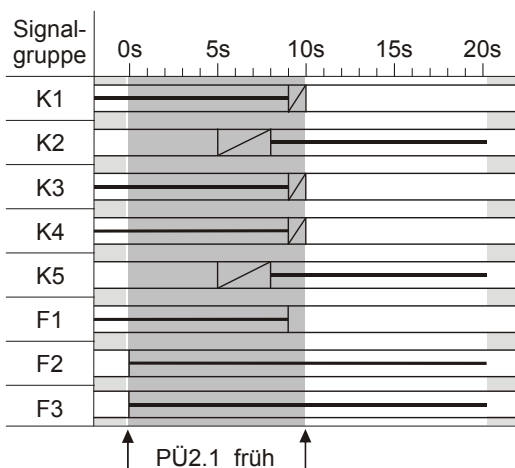 Signal-
gruppe
0s 5s 10s 15s 20s
K1
K2
K3
K4
K5
F1
F2
F3
PÜ2.1 früh